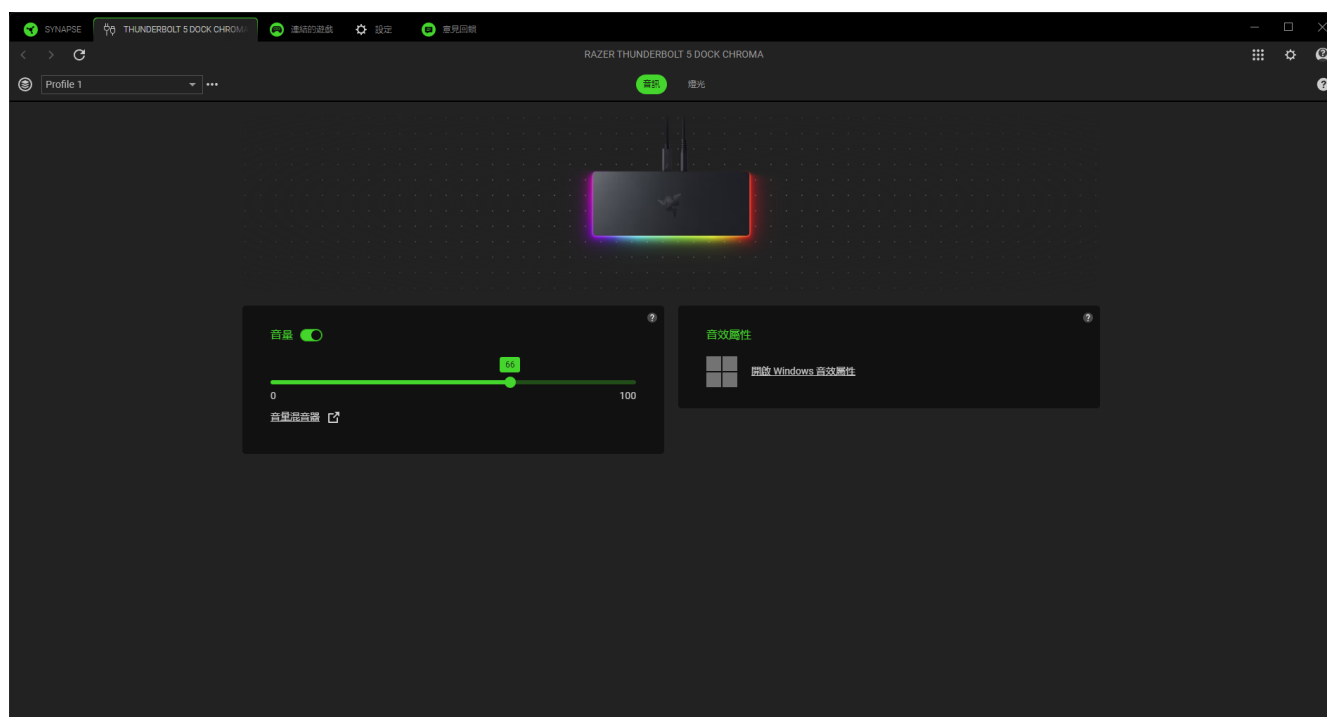 SYNAPSE THUNDERBOLT 5 DOCK CHROMA 連結的遊戲 設定 意見回饋
RAZER THUNDERBOLT 5 DOCK CHROMA
Profile 1 音訊 燈光
音量
66
0 100
音量混音器
音效屬性
開啟 Windows 音效屬性